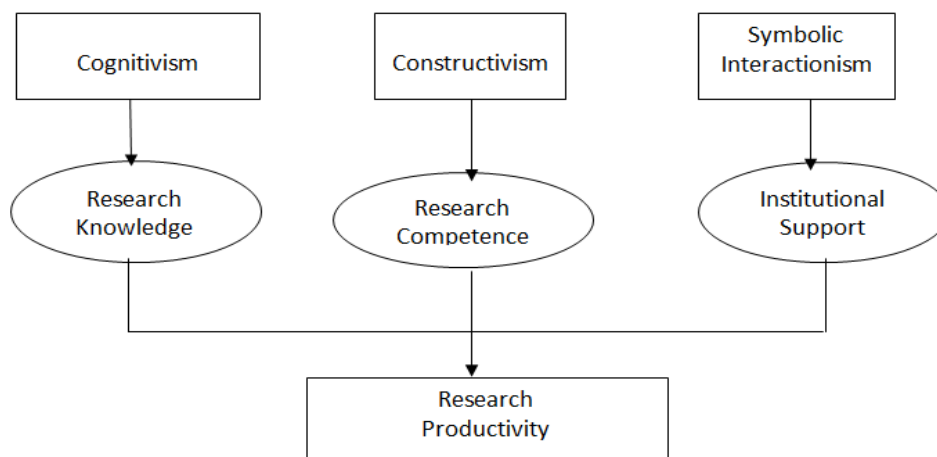 Cognitivism
Constructivism
Symbolic
Interactionism
Research
Knowledge
Research
Competence
Institutional
Support
Research
Productivity